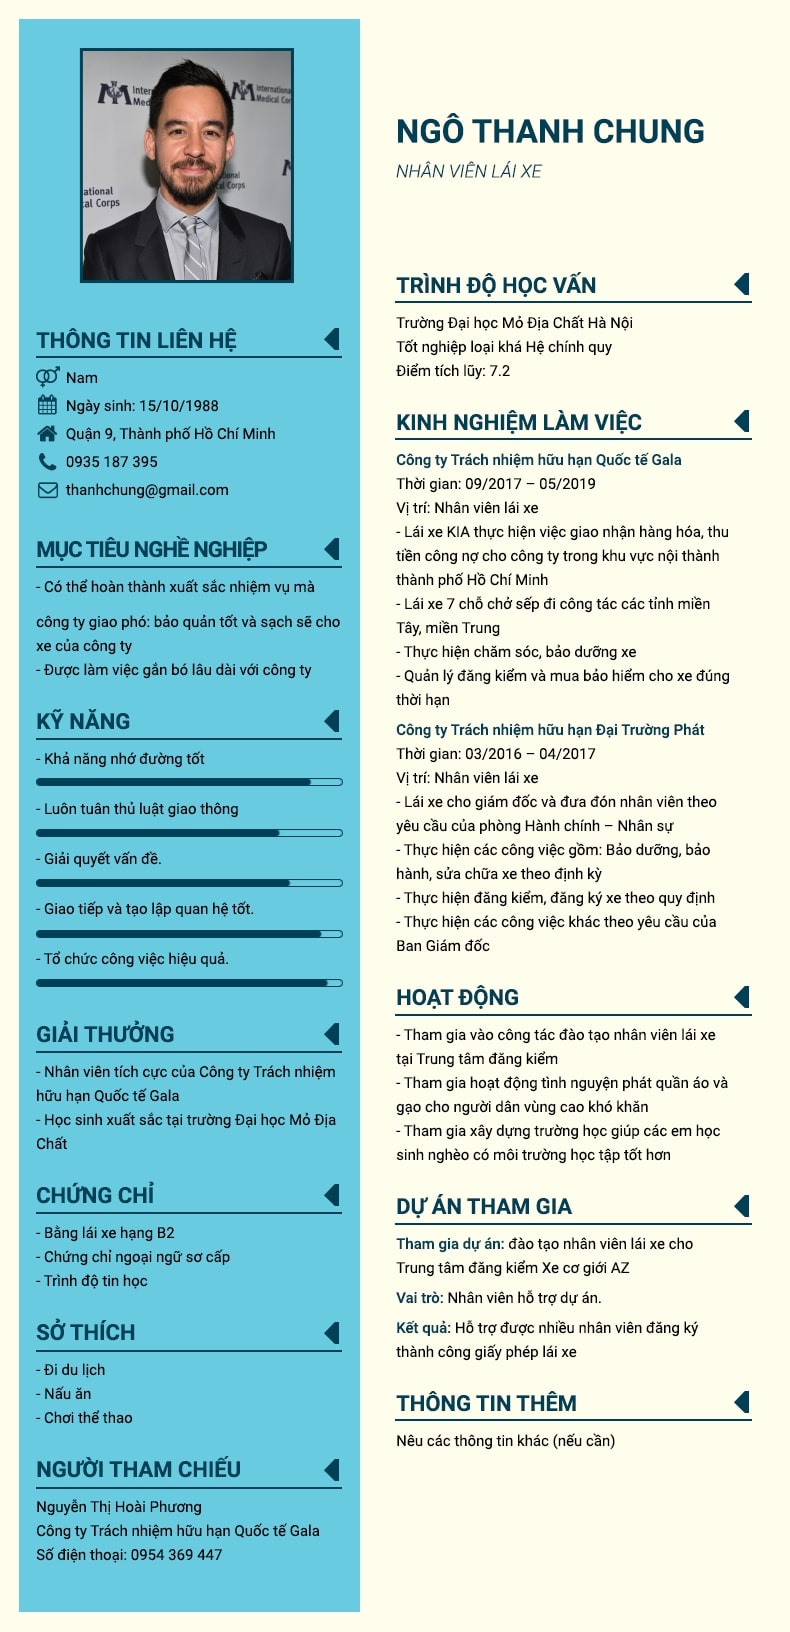 International
Medical Corps
NGÔ THANH CHUNG
NHÂN VIÊN LÁI XE
THÔNG TIN LIÊN HỆ
Nam
Ngày sinh: 15/10/1988
Quận 9, Thành phố Hồ Chí Minh
0935 187 395
thanhchung@gmail.com
MỤC TIÊU NGHỀ NGHIỆP
- Có thể hoàn thành xuất sắc nhiệm vụ mà
công ty giao phó: bảo quản tốt và sạch sẽ cho
xe của công ty
- Được làm việc gắn bó lâu dài với công ty
KỸ NĂNG
- Khả năng nhớ đường tốt
- Luôn tuân thủ luật giao thông
- Giải quyết vấn đề.
- Giao tiếp và tạo lập quan hệ tốt.
- Tổ chức công việc hiệu quả.
GIẢI THƯỞNG
- Nhân viên tích cực của Công ty Trách nhiệm
hữu hạn Quốc tế Gala
- Học sinh xuất sắc tại trường Đại học Mỏ Địa
Chất
CHỨNG CHỈ
- Bằng lái xe hạng B2
- Chứng chỉ ngoại ngữ sơ cấp
- Trình độ tin học
SỞ THÍCH
- Đi du lịch
- Nấu ăn
- Chơi thể thao
NGƯỜI THAM CHIẾU
Nguyễn Thị Hoài Phương
Công ty Trách nhiệm hữu hạn Quốc tế Gala
Số điện thoại: 0954 369 447
TRÌNH ĐỘ HỌC VẤN
Trường Đại học Mỏ Địa Chất Hà Nội
Tốt nghiệp loại khá Hệ chính quy
Điểm tích lũy: 7.2
KINH NGHIỆM LÀM VIỆC
Công ty Trách nhiệm hữu hạn Quốc tế Gala
Thời gian: 09/2017 – 05/2019
Vị trí: Nhân viên lái xe
- Lái xe KIA thực hiện việc giao nhận hàng hóa, thu
tiền công nợ cho công ty trong khu vực nội thành
thành phố Hồ Chí Minh
- Lái xe 7 chỗ chở sếp đi công tác các tỉnh miền
Tây, miền Trung
- Thực hiện chăm sóc, bảo dưỡng xe
- Quản lý đăng kiểm và mua bảo hiểm cho xe đúng
thời hạn
Công ty Trách nhiệm hữu hạn Đại Trường Phát
Thời gian: 03/2016 – 04/2017
Vị trí: Nhân viên lái xe
- Lái xe cho giám đốc và đưa đón nhân viên theo
yêu cầu của phòng Hành chính – Nhân sự
- Thực hiện các công việc gồm: Bảo dưỡng, bảo
hành, sửa chữa xe theo định kỳ
- Thực hiện đăng kiểm, đăng ký xe theo quy định
- Thực hiện các công việc khác theo yêu cầu của
Ban Giám đốc
HOẠT ĐỘNG
- Tham gia vào công tác đào tạo nhân viên lái xe
tại Trung tâm đăng kiểm
- Tham gia hoạt động tình nguyện phát quần áo và
gạo cho người dân vùng cao khó khăn
- Tham gia xây dựng trường học giúp các em học
sinh nghèo có môi trường học tập tốt hơn
DỰ ÁN THAM GIA
Tham gia dự án: đào tạo nhân viên lái xe cho
Trung tâm đăng kiểm Xe cơ giới AZ
Vai trò: Nhân viên hỗ trợ dự án.
Kết quả: Hỗ trợ được nhiều nhân viên đăng ký
thành công giấy phép lái xe
THÔNG TIN THÊM
Nêu các thông tin khác (nếu cần)